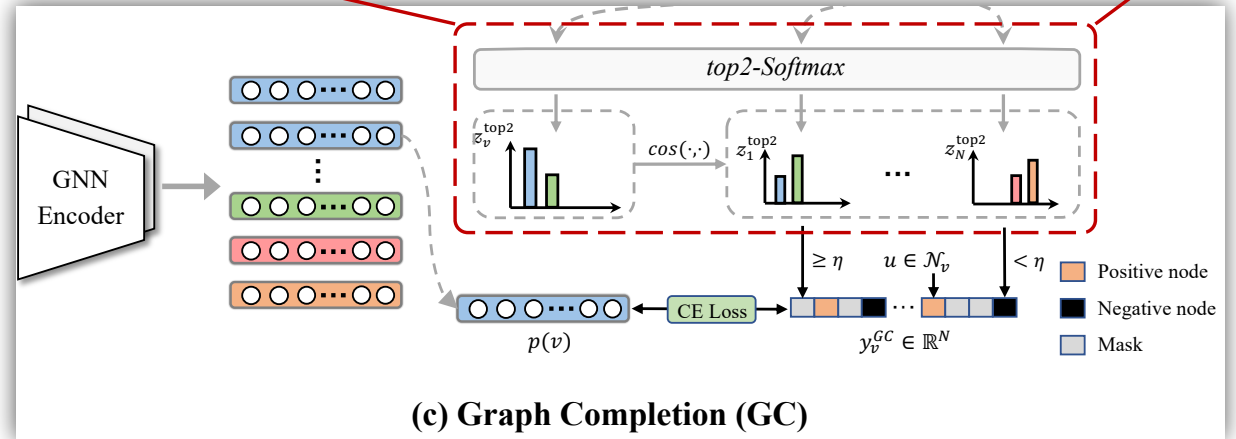 top2-Softmax
GNN
Encoder
z_v^{top2}
cos(·,·)
z_1^{top2}
...
z_N^{top2}
≥ η
u ∈ 𝒩_v
< η
CE Loss
p(v)
y_v^{GC} ∈ ℝ^N
Positive node
Negative node
Mask
(c) Graph Completion (GC)